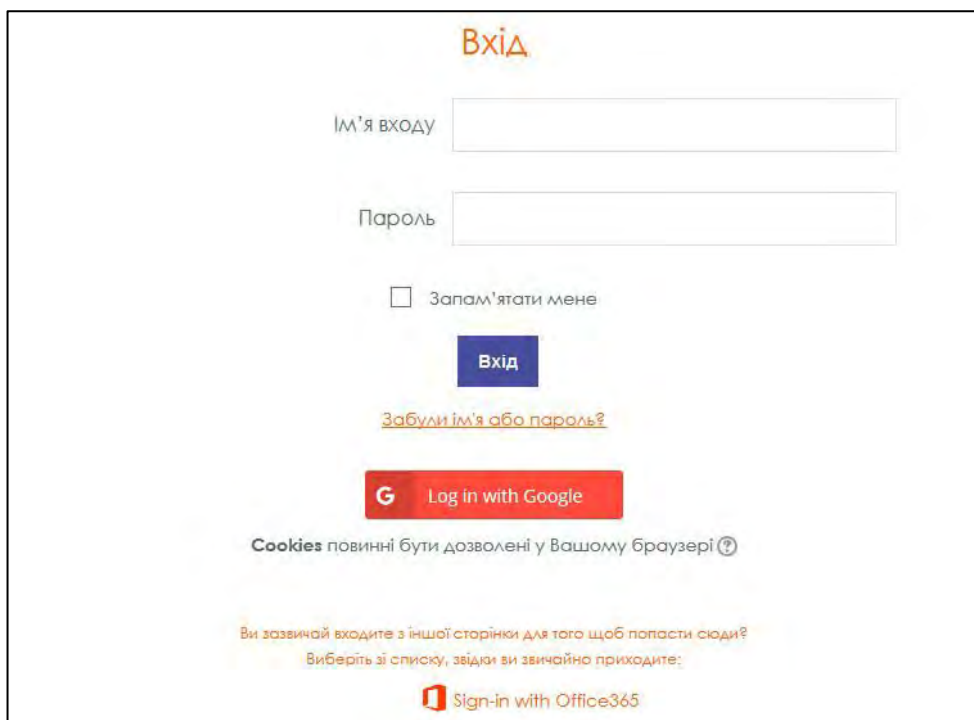 Вхід
Ім'я входу
Пароль
Запам'ятати мене
Вхід
Забули ім'я або пароль?
G Log in with Google
Cookies повинні бути дозволені у Вашому браузері ?
Ви зазвичай входите з іншої сторінки для того щоб попасти сюди?
Виберіть зі списку, звідки ви звичайно приходите:
Sign-in with Office365